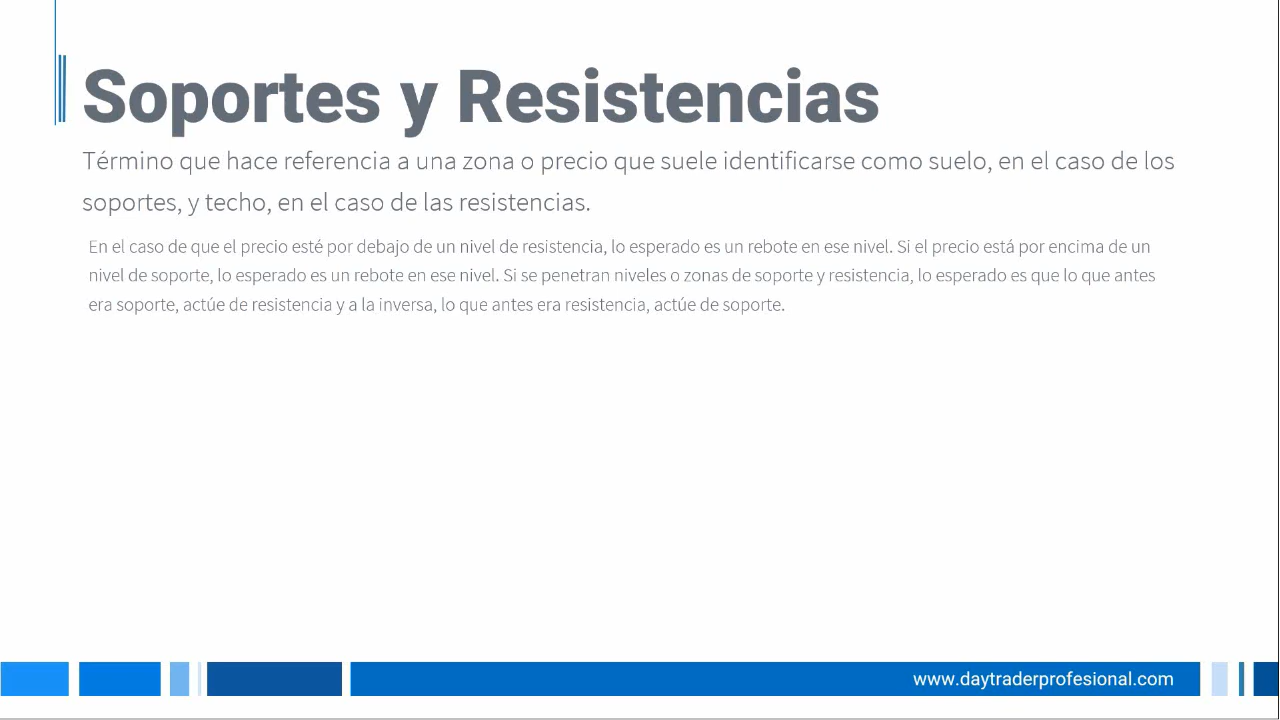 Soportes y Resistencias
Término que hace referencia a una zona o precio que suele identificarse como suelo, en el caso de los
soportes, y techo, en el caso de las resistencias.
En el caso de que el precio esté por debajo de un nivel de resistencia, lo esperado es un rebote en ese nivel. Si el precio está por encima de un
nivel de soporte, lo esperado es un rebote en ese nivel. Si se penetran niveles o zonas de soporte y resistencia, lo esperado es que lo que antes
era soporte, actúe de resistencia y a la inversa, lo que antes era resistencia, actúe de soporte.
www.daytraderprofesional.com